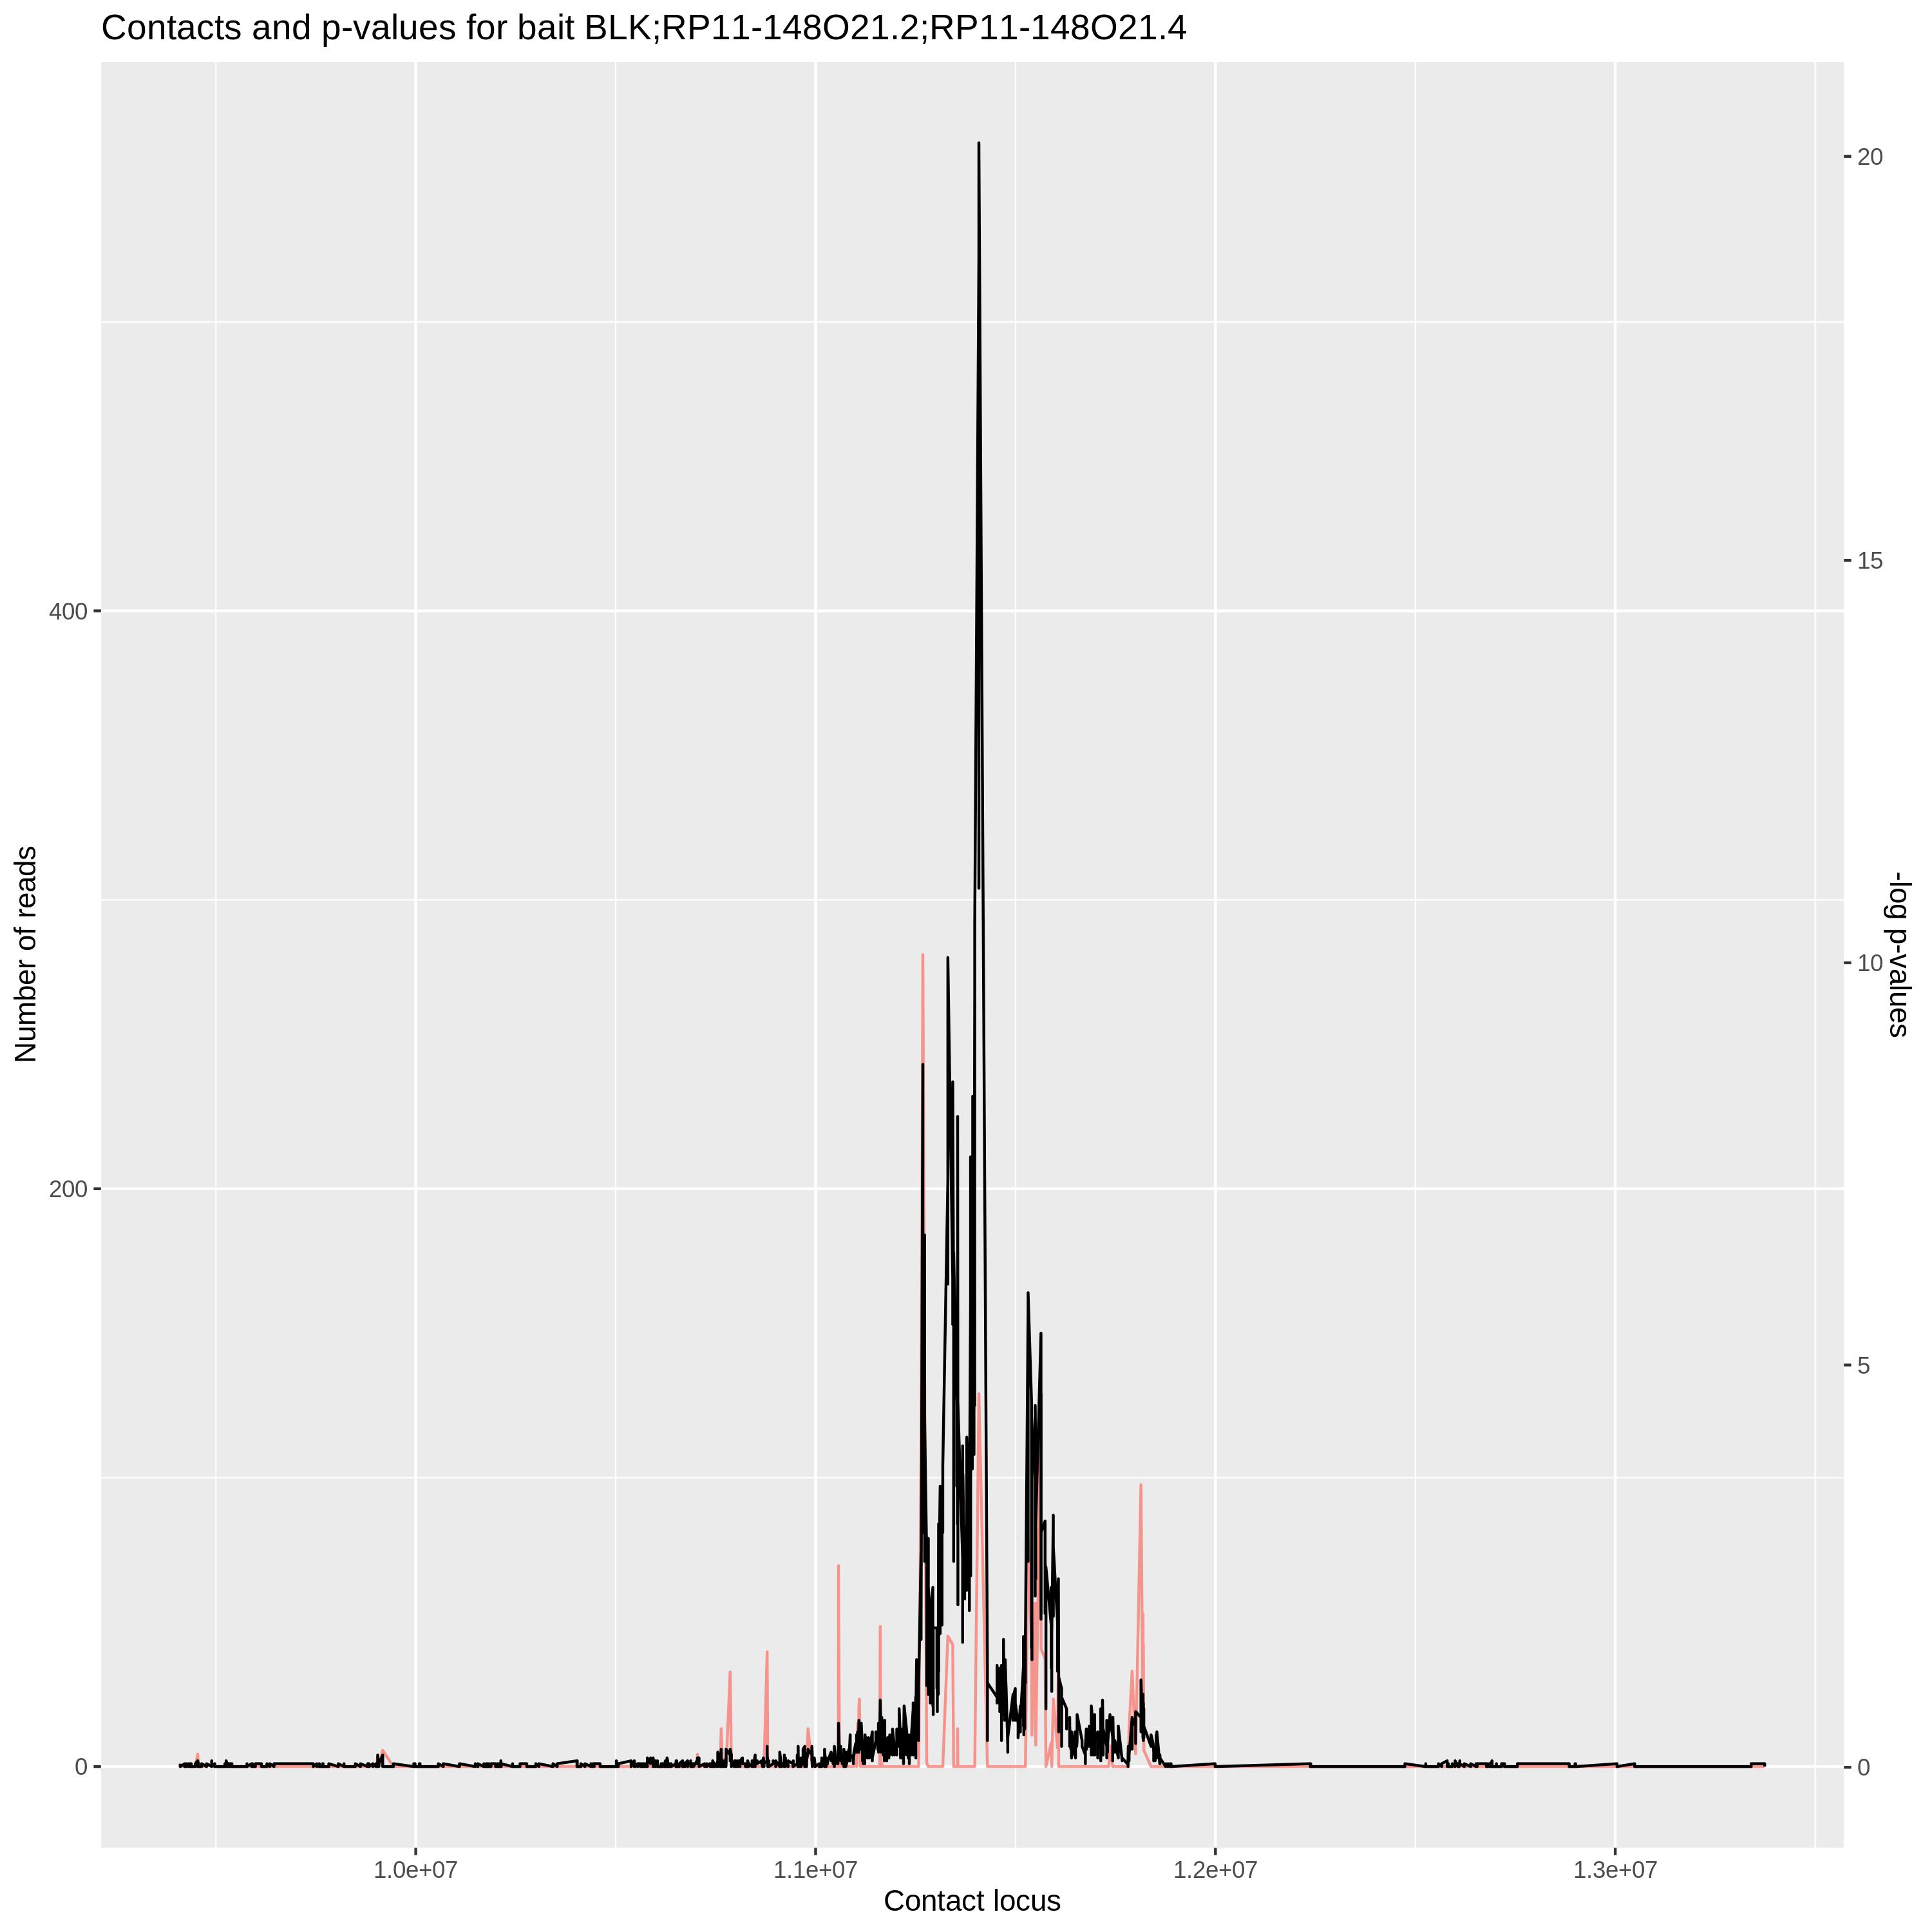 Contacts and p-values for bait BLK;RP11-148O21.2;RP11-148O21.4
Number of reads
400
200
0
20
15
10
5
0
-log p-values
1.0e+07
1.1e+07
1.2e+07
1.3e+07
Contact locus